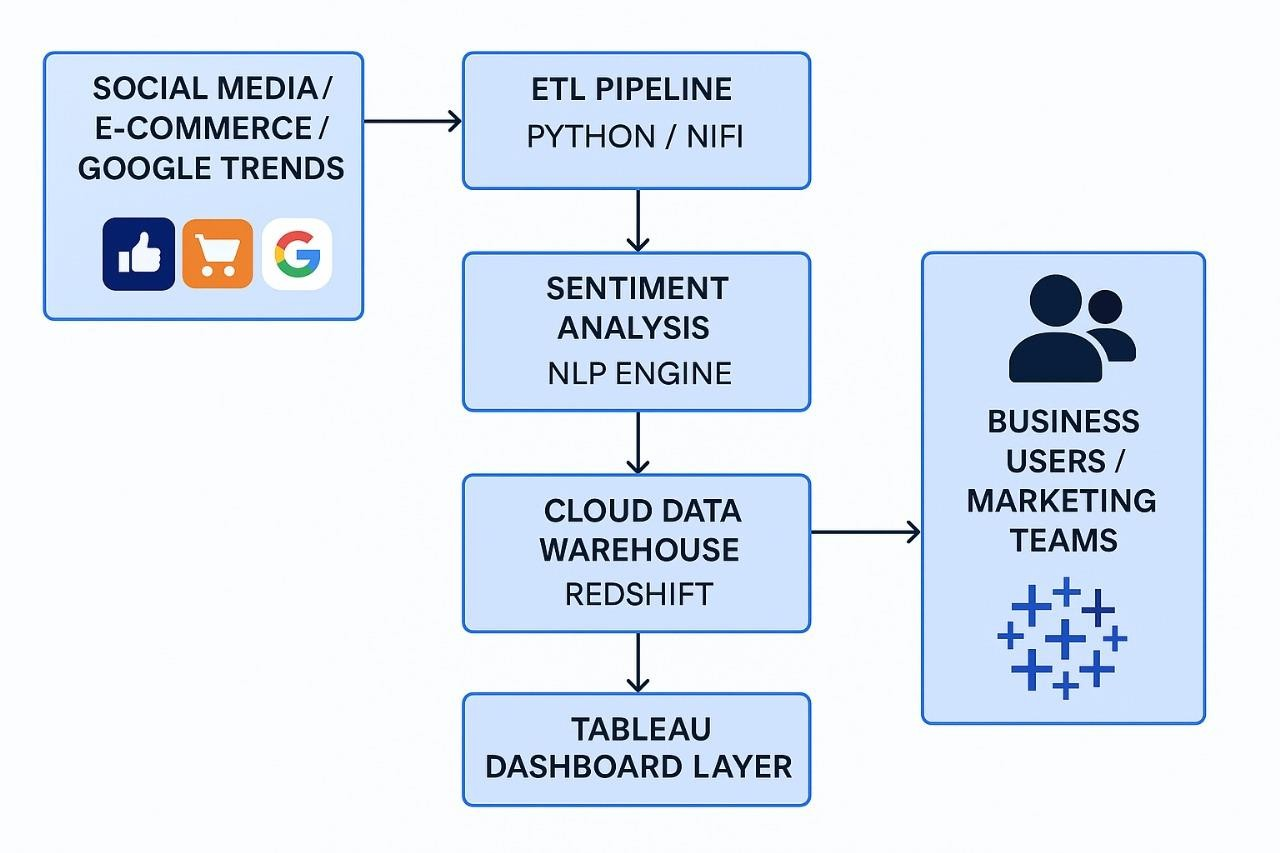 SOCIAL MEDIA /
E-COMMERCE /
GOOGLE TRENDS
ETL PIPELINE
PYTHON / NIFI
SENTIMENT
ANALYSIS
NLP ENGINE
CLOUD DATA
WAREHOUSE
REDSHIFT
TABLEAU
DASHBOARD LAYER
BUSINESS
USERS /
MARKETING
TEAMS